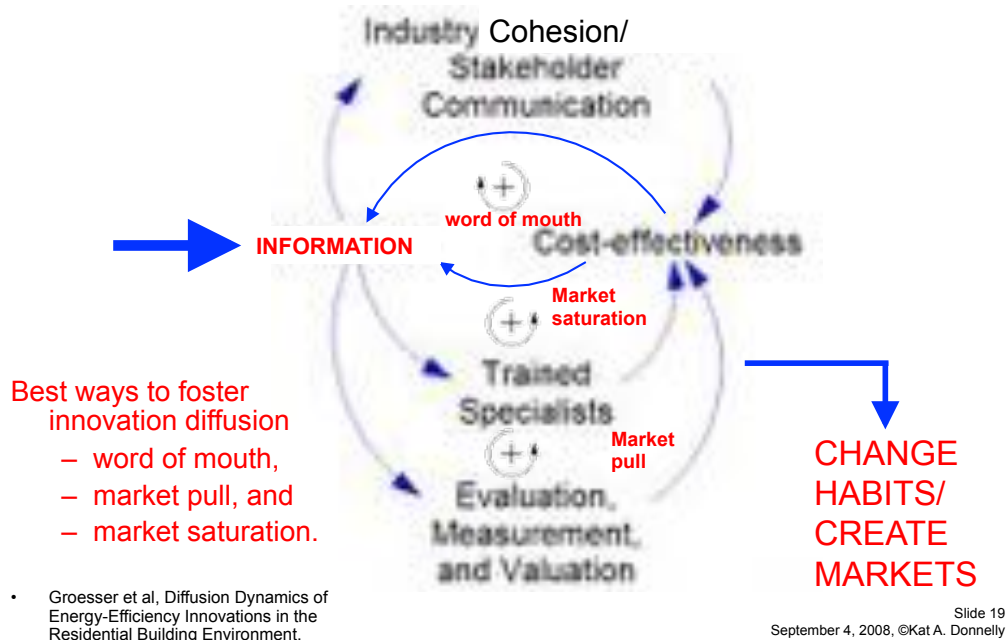 Industry Cohesion/
Stakeholder
Communication
+
word of mouth
INFORMATION
Cost-effectiveness
Market
saturation
+
Trained
Specialists
Market
pull
+
Evaluation,
Measurement,
and Valuation
Best ways to foster
innovation diffusion
– word of mouth,
– market pull, and
– market saturation.
CHANGE
HABITS/
CREATE
MARKETS
• Groesser et al, Diffusion Dynamics of
Energy-Efficiency Innovations in the
Residential Building Environment.
Slide 19
September 4, 2008, ©Kat A. Donnelly